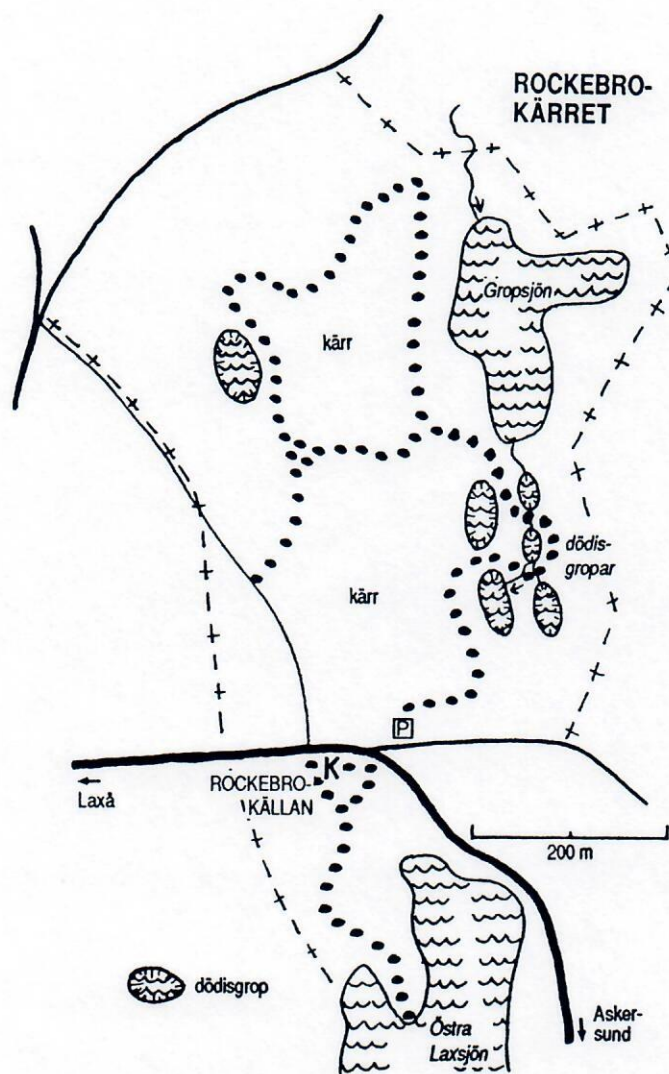 ROCKEBRO-
KÄRRET
Gropsjön
kärr
dödis-
gropar
kärr
P
K
Laxå
ROCKEBRO-
KÄLLAN
200 m
dödisgrop
Östra
Laxsjön
Asker-
sund